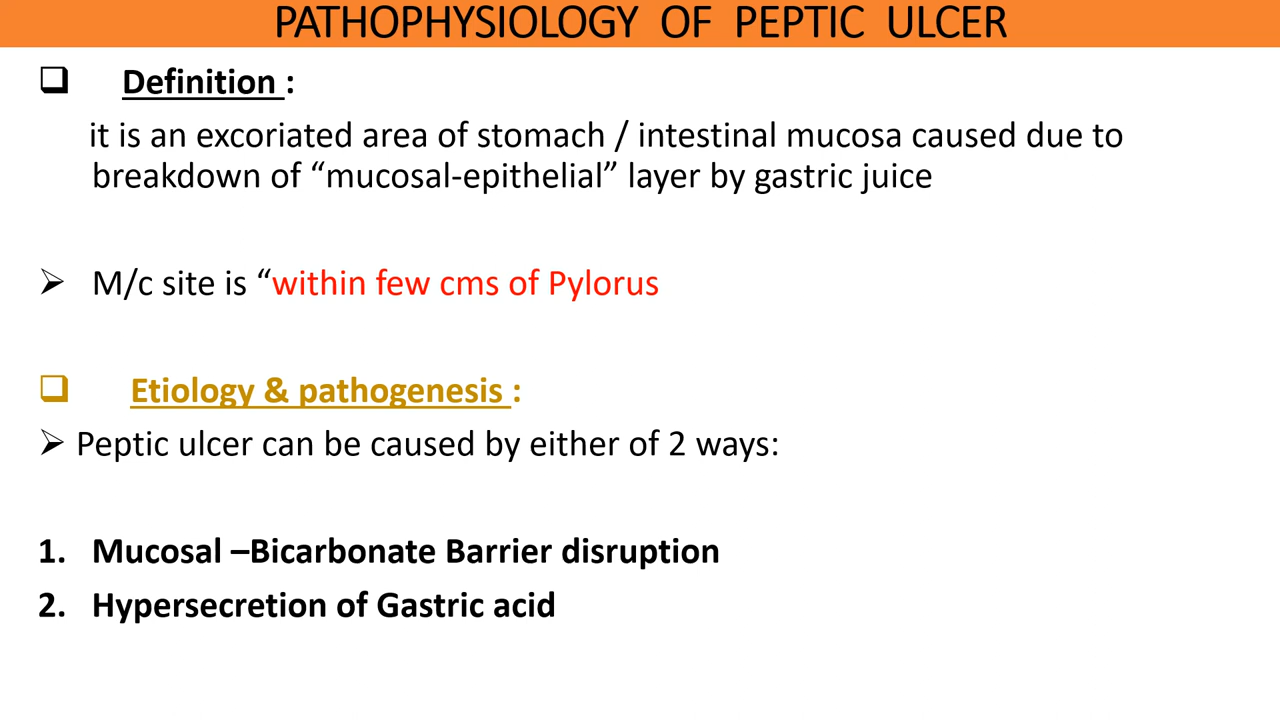 PATHOPHYSIOLOGY OF PEPTIC ULCER
Definition :
it is an excoriated area of stomach / intestinal mucosa caused due to
breakdown of “mucosal-epithelial” layer by gastric juice
M/c site is “within few cms of Pylorus
Etiology & pathogenesis :
Peptic ulcer can be caused by either of 2 ways:
1. Mucosal –Bicarbonate Barrier disruption
2. Hypersecretion of Gastric acid